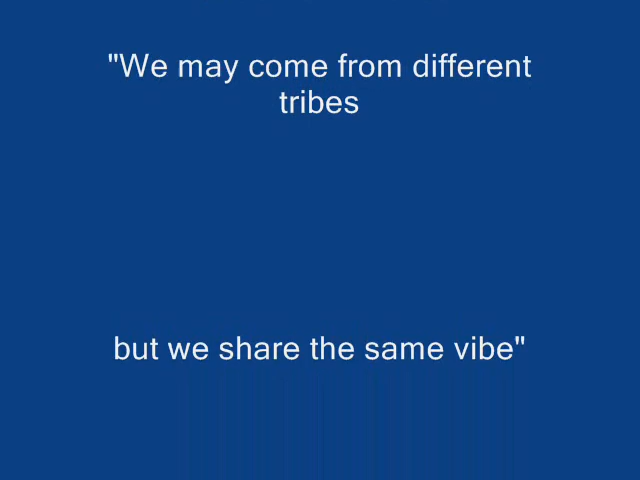 "We may come from different
tribes
but we share the same vibe"